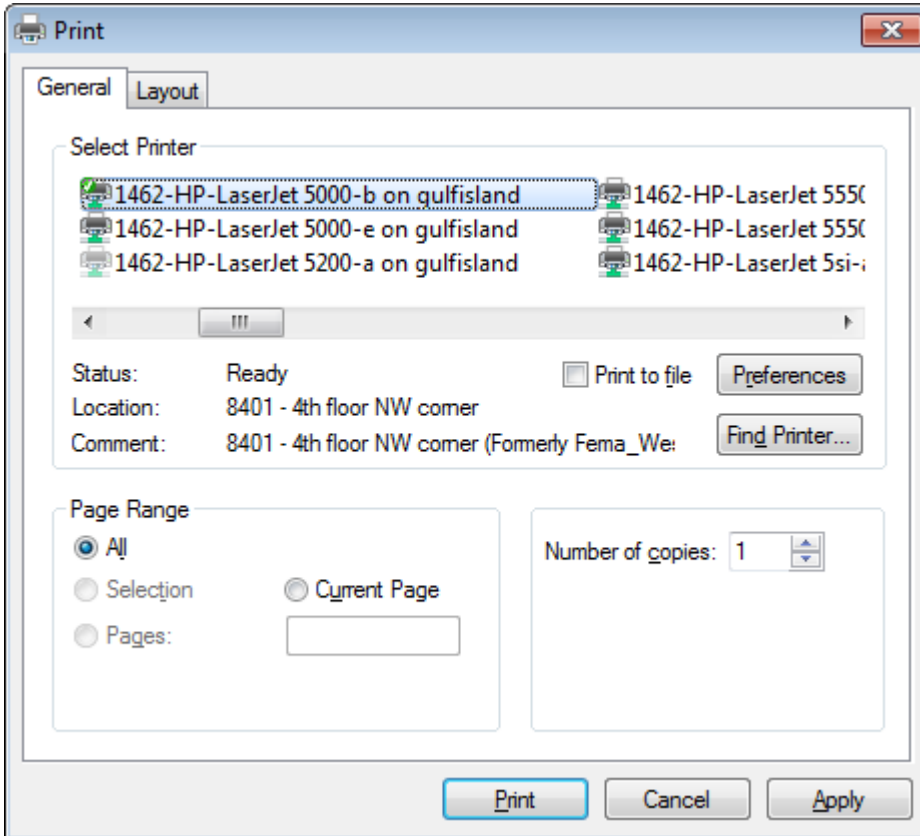 Print
General Layout
Select Printer
1462-HP-LaserJet 5000-b on gulfisland 1462-HP-LaserJet 5550
1462-HP-LaserJet 5000-e on gulfisland 1462-HP-LaserJet 5550
1462-HP-LaserJet 5200-a on gulfisland 1462-HP-LaserJet 5si-a
Status: Ready Print to file Preferences
Location: 8401 - 4th floor NW corner
Comment: 8401 - 4th floor NW corner (Formerly Fema_Wes Find Printer...
Page Range
All Number of copies: 1
Selection Current Page
Pages:
Print Cancel Apply